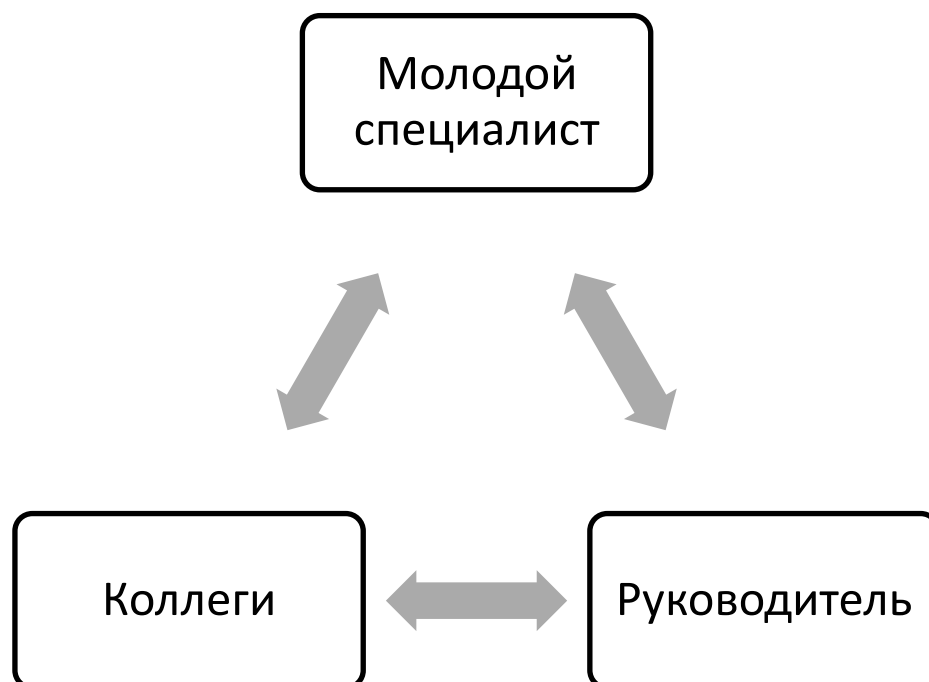 Молодой
специалист
Коллеги
Руководитель